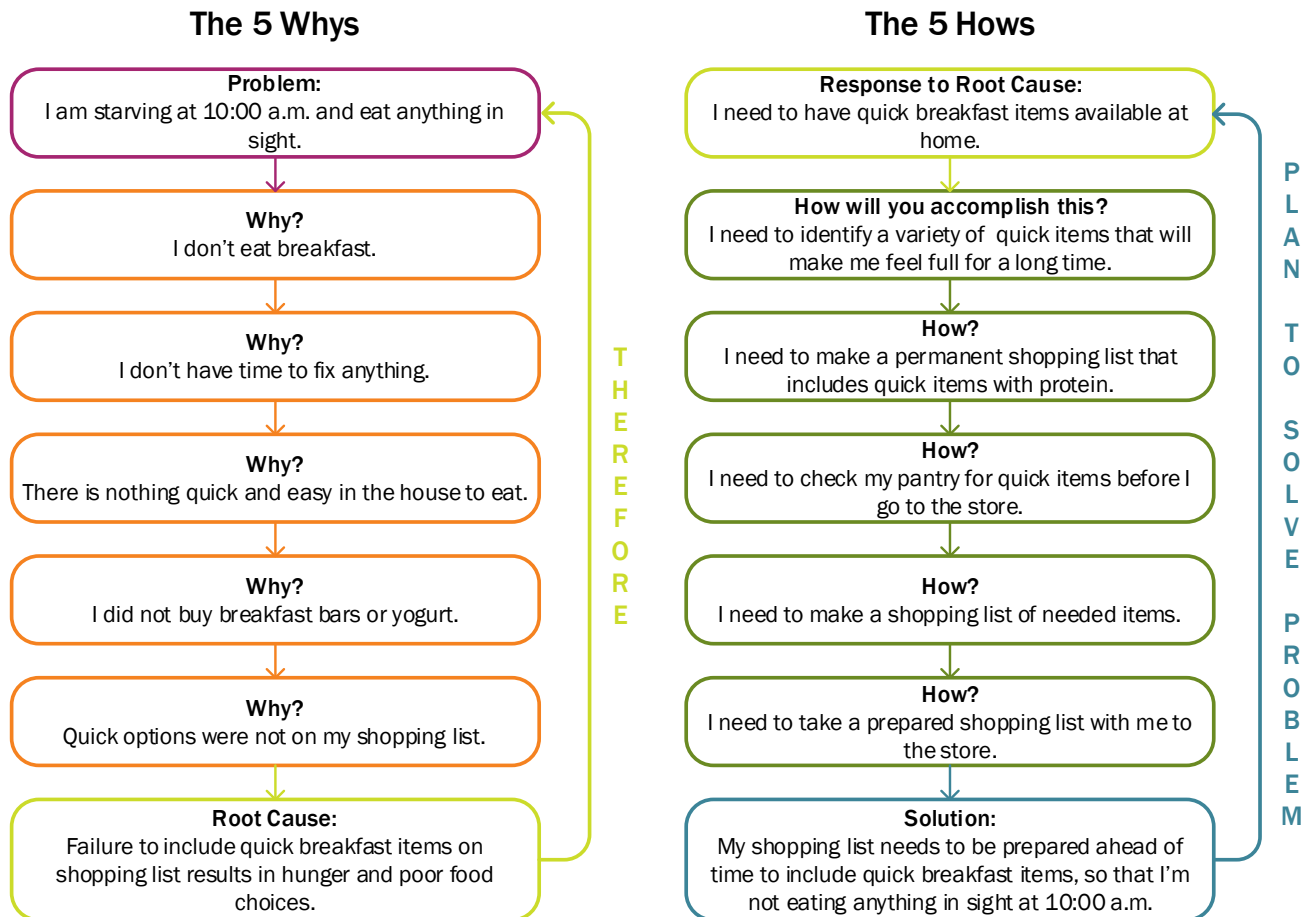 The 5 Whys
Problem:
I am starving at 10:00 a.m. and eat anything in
sight.
Why?
I don't eat breakfast.
Why?
I don't have time to fix anything.
Why?
There is nothing quick and easy in the house to eat.
Why?
I did not buy breakfast bars or yogurt.
Why?
Quick options were not on my shopping list.
Root Cause:
Failure to include quick breakfast items on
shopping list results in hunger and poor food
choices.
THEREFORE
The 5 Hows
Response to Root Cause:
I need to have quick breakfast items available at
home.
How will you accomplish this?
I need to identify a variety of quick items that will
make me feel full for a long time.
How?
I need to make a permanent shopping list that
includes quick items with protein.
How?
I need to check my pantry for quick items before I
go to the store.
How?
I need to make a shopping list of needed items.
How?
I need to take a prepared shopping list with me to
the store.
Solution:
My shopping list needs to be prepared ahead of
time to include quick breakfast items, so that I'm
not eating anything in sight at 10:00 a.m.
PLAN TO SOLVE PROBLEM